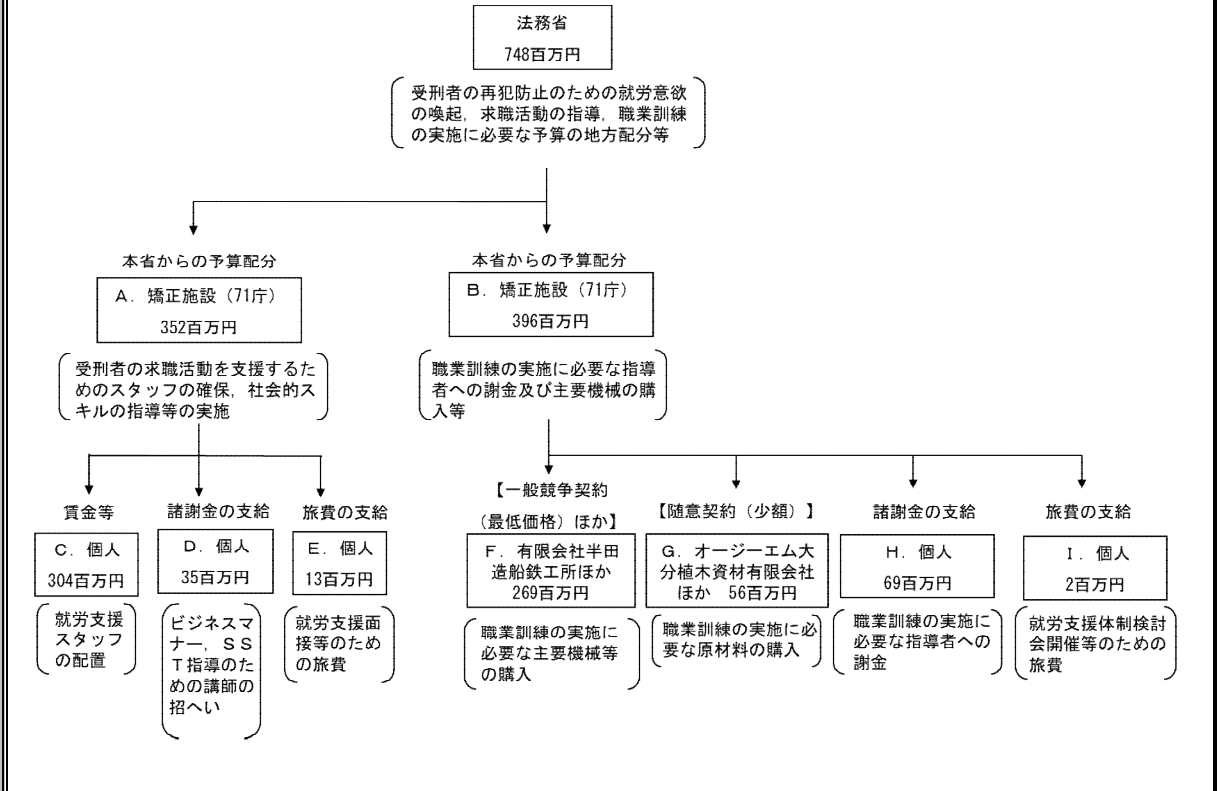 法務省
748百万円
受刑者の再犯防止のための就労意欲
の喚起，求職活動の指導，職業訓練
の実施に必要な予算の地方配分等
本省からの予算配分
A．矯正施設（71庁）
352百万円
受刑者の求職活動を支援するた
めのスタッフの確保，社会的ス
キルの指導等の実施
本省からの予算配分
B．矯正施設（71庁）
396百万円
職業訓練の実施に必要な指導
者への謝金及び主要機械の購
入等
賃金等
C．個人
304百万円
就労支援
スタッフ
の配置
諸謝金の支給
D．個人
35百万円
ビジネスマ
ナー，ＳＳ
Ｔ指導のた
めの講師の
招へい
旅費の支給
E．個人
13百万円
就労支援面
接等のため
の旅費
【一般競争契約
（最低価格）ほか】
F．有限会社半田
造船鉄工所ほか
269百万円
職業訓練の実施に
必要な主要機械等
の購入
【随意契約（少額）】
G．オージーエム大
分植木資材有限会社
ほか　56百万円
職業訓練の実施に必
要な原材料の購入
諸謝金の支給
H．個人
69百万円
職業訓練の実施に
必要な指導者への
謝金
旅費の支給
I．個人
2百万円
就労支援体制検討
会開催等のための
旅費